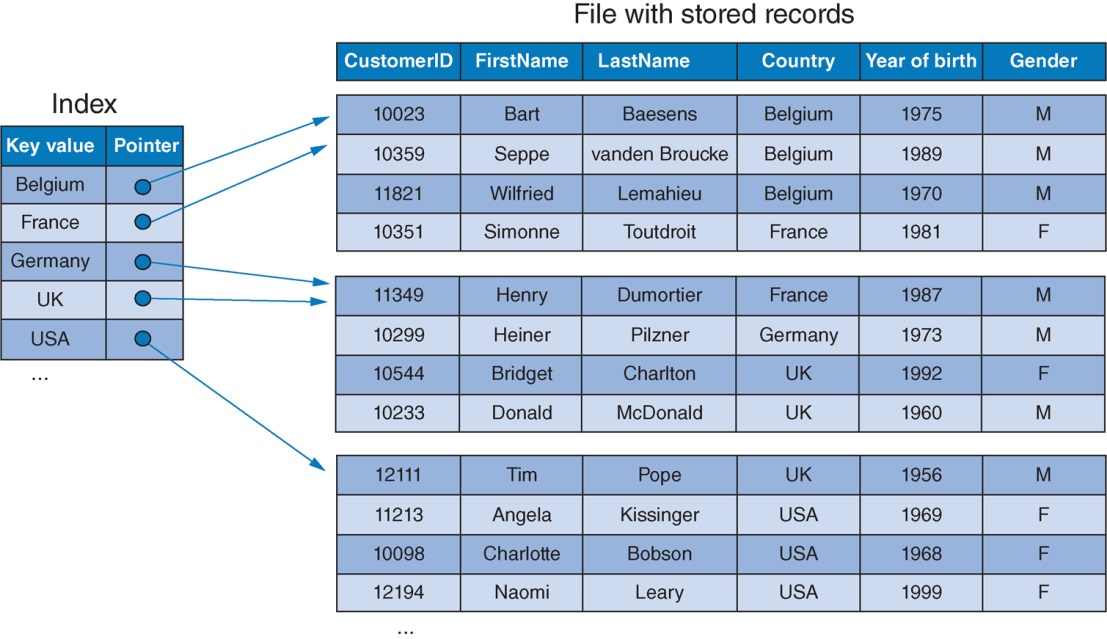 File with stored records
CustomerID FirstName LastName Country Year of birth Gender
Index
Key value Pointer
Belgium
France
Germany
UK
USA
...
10023 Bart Baesens Belgium 1975 M
10359 Seppe vanden Broucke Belgium 1989 M
11821 Wilfried Lemahieu Belgium 1970 M
10351 Simonne Toutdroit France 1981 F
11349 Henry Dumortier France 1987 M
10299 Heiner Pilzner Germany 1973 M
10544 Bridget Charlton UK 1992 F
10233 Donald McDonald UK 1960 M
12111 Tim Pope UK 1956 M
11213 Angela Kissinger USA 1969 F
10098 Charlotte Bobson USA 1968 F
12194 Naomi Leary USA 1999 F
...